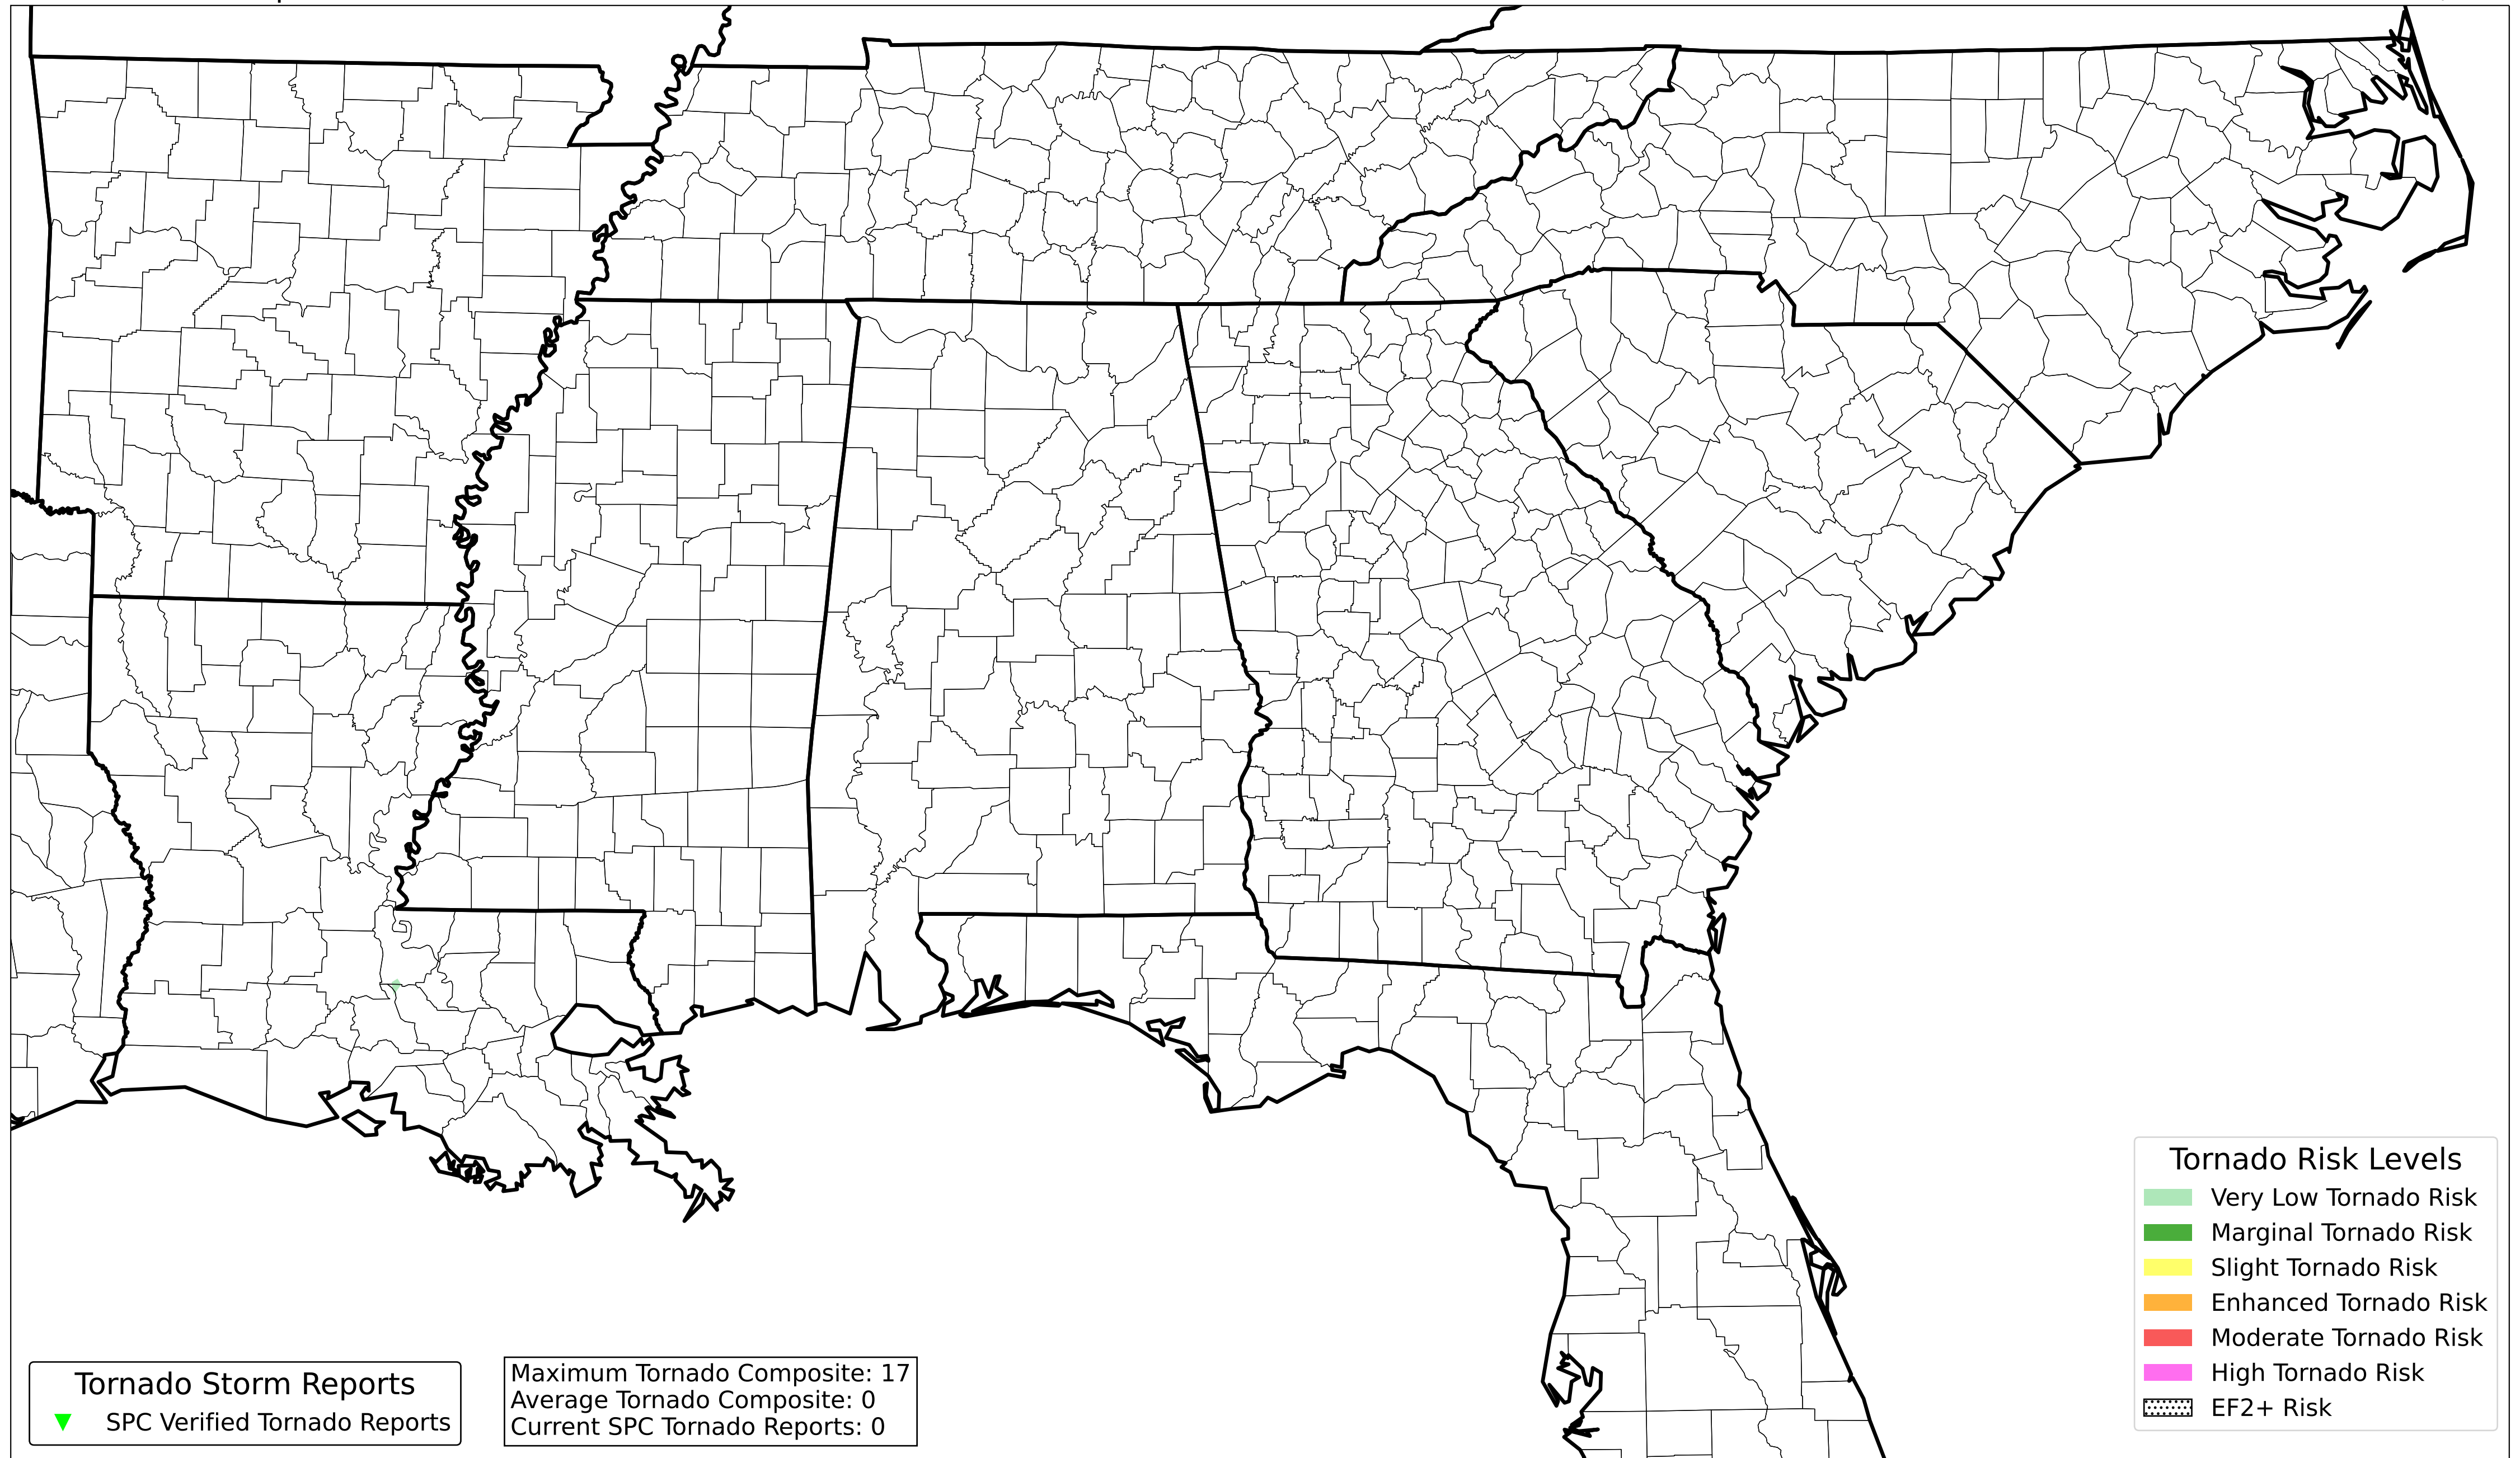 Tornado Risk Levels
Very Low Tornado Risk
Marginal Tornado Risk
Slight Tornado Risk
Enhanced Tornado Risk
Moderate Tornado Risk
High Tornado Risk
EF2+ Risk
Tornado Storm Reports
SPC Verified Tornado Reports
Maximum Tornado Composite: 17
Average Tornado Composite: 0
Current SPC Tornado Reports: 0